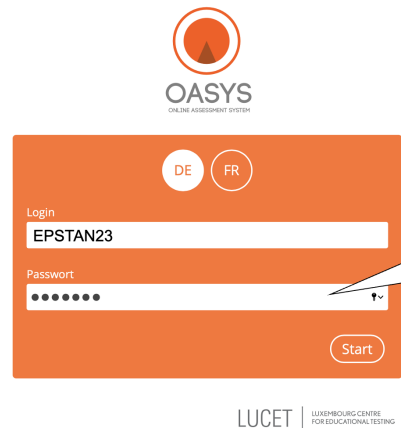 OASYS
ONLINE ASSESSMENT SYSTEM
DE FR
Login
EPSTAN23
Passwort
●●●●●●●
Start
LUCET LUXEMBOURG CENTRE
FOR EDUCATIONAL TESTING